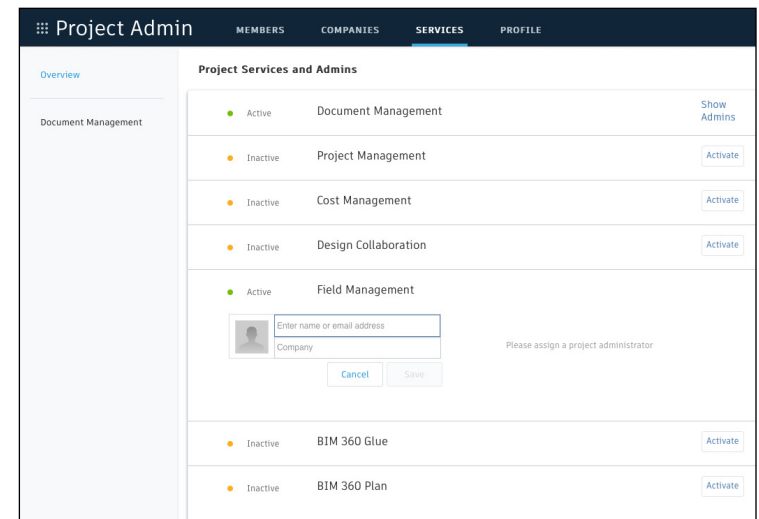 Project Admin MEMBERS COMPANIES SERVICES PROFILE
Overview
Document Management
Project Services and Admins
Active Document Management Show Admins
Inactive Project Management Activate
Inactive Cost Management Activate
Inactive Design Collaboration Activate
Active Field Management
Enter name or email address
Company
Please assign a project administrator
Cancel Save
Inactive BIM 360 Glue Activate
Inactive BIM 360 Plan Activate